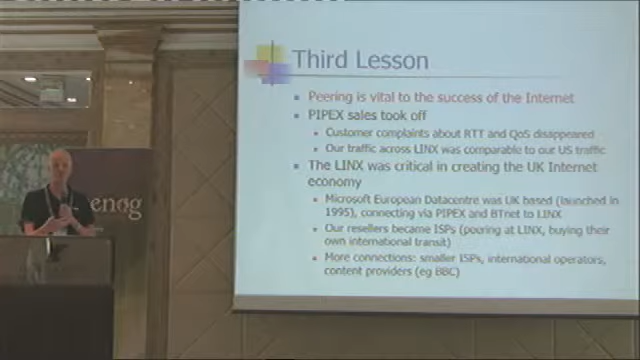 Third Lesson
Peering is vital to the success of the Internet
PIPEX sales took off
Customer complaints about RTT and QoS disappeared
Our traffic across LINX was comparable to our US traffic
The LINX was critical in creating the UK Internet
economy
Microsoft European Datacentre was UK based (launched in
1995), connecting via PIPEX and BTnet to LINX
Our resellers became ISPs (peering at LINX, buying their
own international transit)
More connections: smaller ISPs, international operators,
content providers (eg BBC)
enog